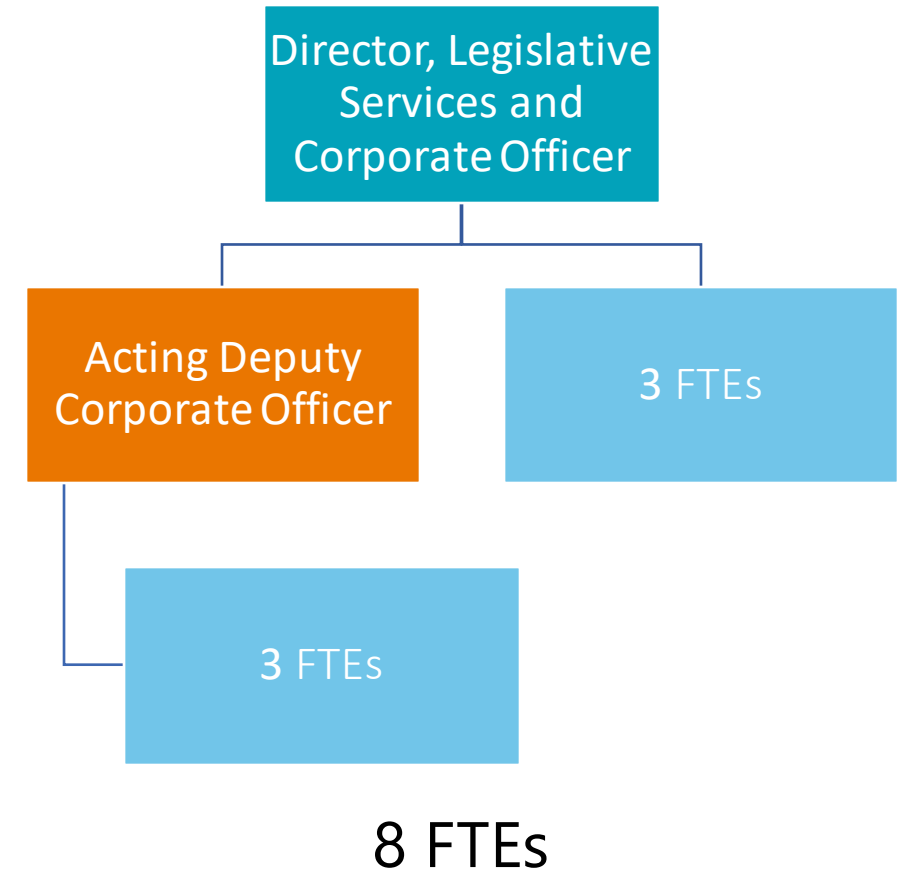 Director, Legislative
Services and
Corporate Officer
Acting Deputy
Corporate Officer
3 FTEs
3 FTEs
8 FTEs